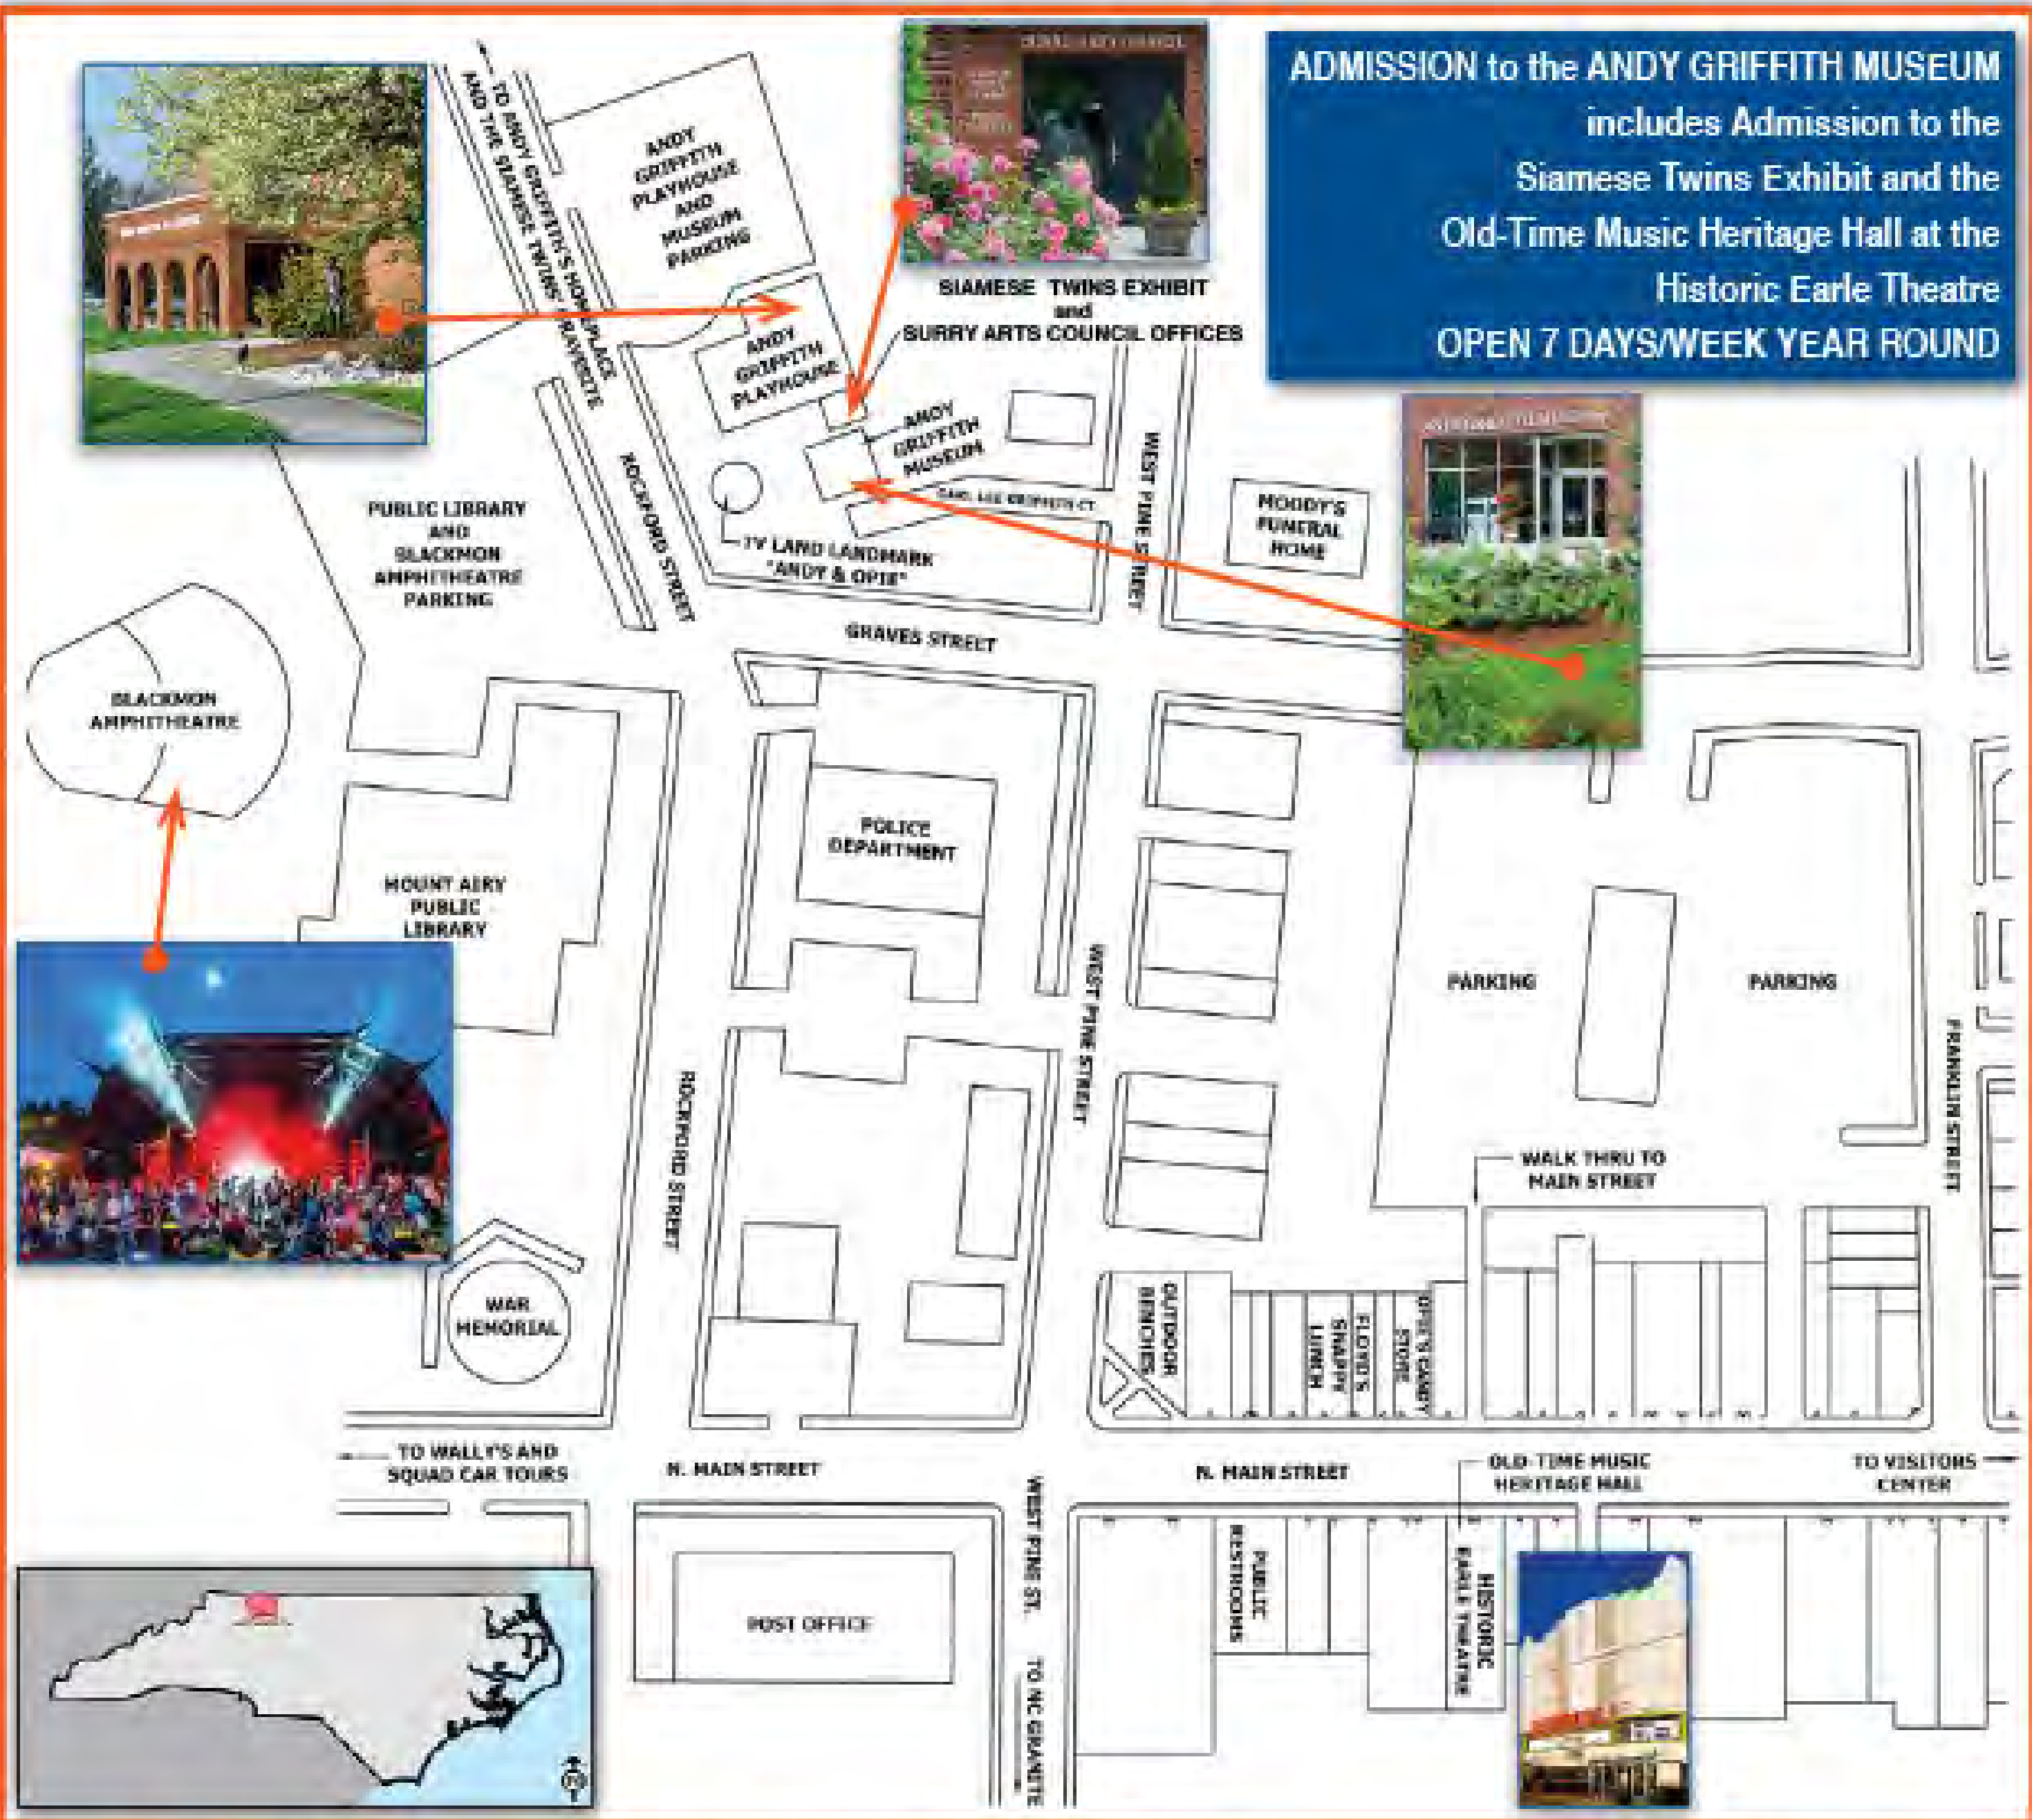 ADMISSION to the ANDY GRIFFITH MUSEUM
includes Admission to the
Siamese Twins Exhibit and the
Old-Time Music Heritage Hall at the
Historic Earle Theatre
OPEN 7 DAYS/WEEK YEAR ROUND
TO ANDY GRIFFITH'S HOMEPLACE
AND THE SIAMESE TWINS' GRAVESITE
ANDY
GRIFFITH
PLAYHOUSE
AND
MUSEUM
PARKING
SIAMESE TWINS EXHIBIT
and
SURRY ARTS COUNCIL OFFICES
ANDY
GRIFFITH
PLAYHOUSE
ANDY
GRIFFITH
MUSEUM
ROCKFORD STREET
WEST PINE STREET
MOODY'S
FUNERAL
HOME
PUBLIC LIBRARY
AND
BLACKMON
AMPHITHEATRE
PARKING
TV LAND LANDMARK
"ANDY & OPIE"
GRAVES STREET
BLACKMON
AMPHITHEATRE
POLICE
DEPARTMENT
MOUNT AIRY
PUBLIC
LIBRARY
WEST PINE STREET
PARKING
PARKING
FRANKLIN STREET
ROCKFORD STREET
WALK THRU TO
MAIN STREET
WAR
MEMORIAL
OUTDOOR
BENCHES
SNAPPY
LUNCH
FLOYD'S
OPIE'S CANDY
STORE
TO WALLY'S AND
SQUAD CAR TOURS
N. MAIN STREET
N. MAIN STREET
OLD-TIME MUSIC
HERITAGE HALL
TO VISITORS
CENTER
WEST PINE ST.
TO NC GRANITE
POST OFFICE
PUBLIC
RESTROOMS
HISTORIC
EARLE THEATRE